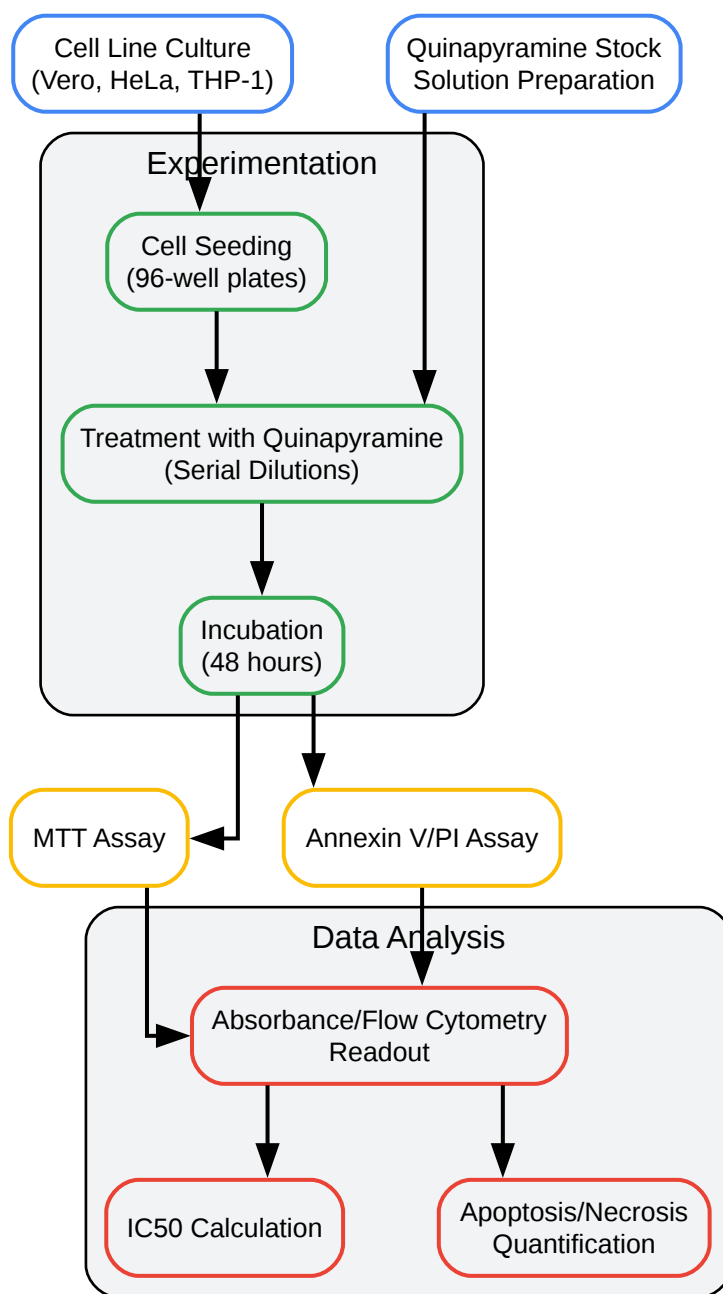 Cell Line Culture
(Vero, HeLa, THP-1)
Quinapyramine Stock
Solution Preparation
Experimentation
Cell Seeding
(96-well plates)
Treatment with Quinapyramine
(Serial Dilutions)
Incubation
(48 hours)
MTT Assay
Annexin V/PI Assay
Data Analysis
Absorbance/Flow Cytometry
Readout
IC50 Calculation
Apoptosis/Necrosis
Quantification